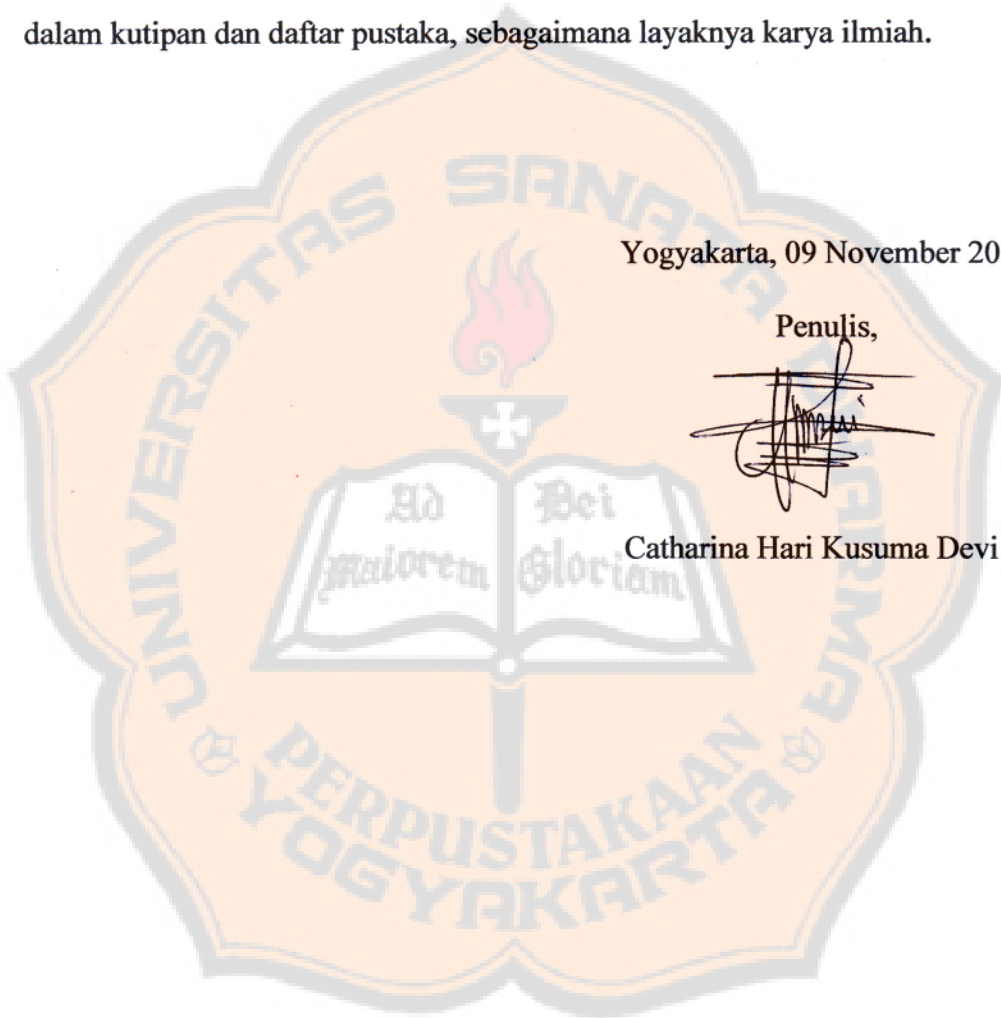 dalam kutipan dan daftar pustaka, sebagaimana layaknya karya ilmiah.
Yogyakarta, 09 November 20
Penulis,
Catharina Hari Kusuma Devi
UNIVERSITAS SANATA DHARMA
Ad Dei
maiorem Gloriam
PERPUSTAKAAN
YOGYAKARTA